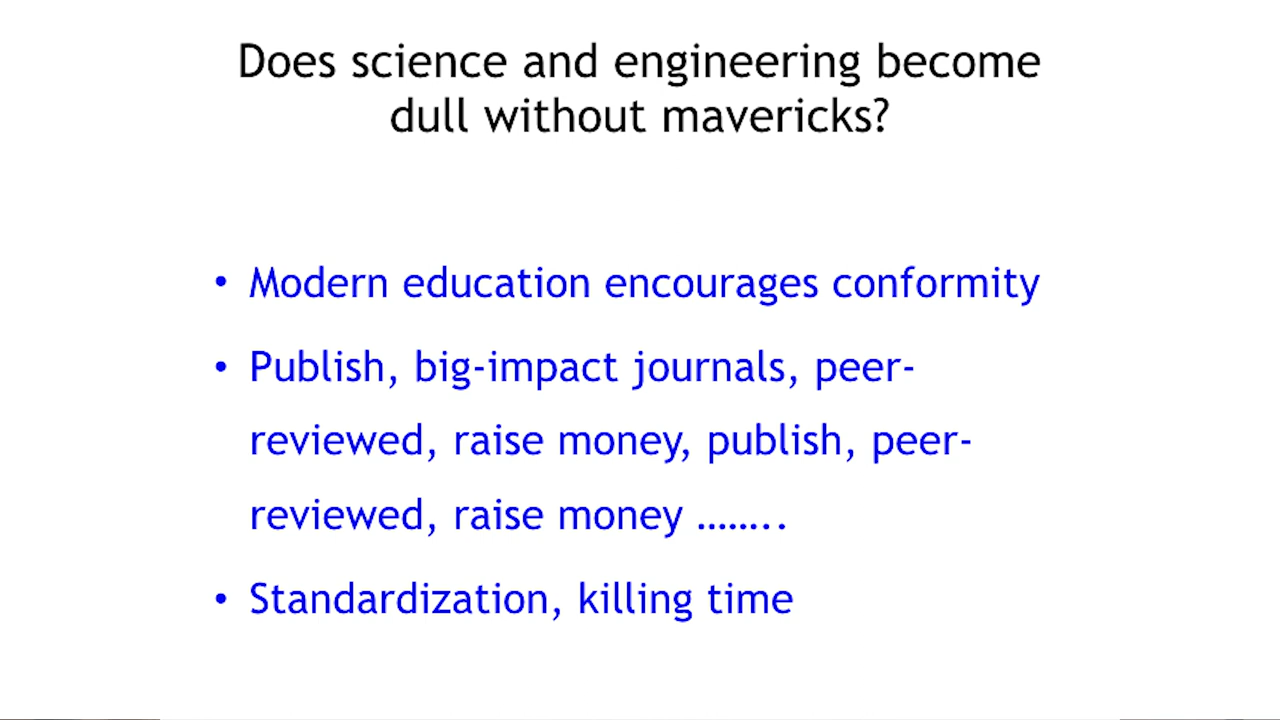 Does science and engineering become
dull without mavericks?
• Modern education encourages conformity
• Publish, big-impact journals, peer-
reviewed, raise money, publish, peer-
reviewed, raise money ……..
• Standardization, killing time